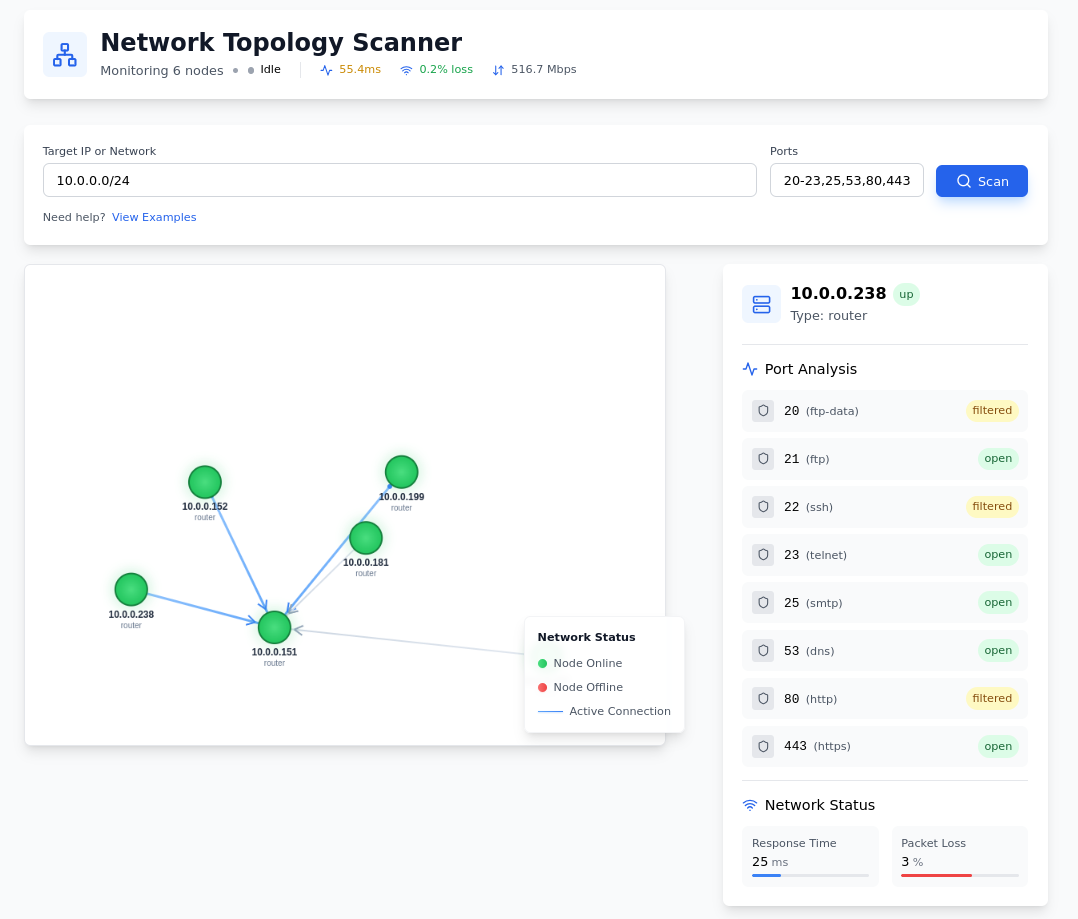 Network Topology Scanner
Monitoring 6 nodes • Idle 55.4ms 0.2% loss 516.7 Mbps
Target IP or Network
10.0.0.0/24
Ports
20-23,25,53,80,443
Scan
Need help? View Examples
10.0.0.152
router
10.0.0.199
router
10.0.0.181
router
10.0.0.238
router
10.0.0.151
router
Network Status
Node Online
Node Offline
Active Connection
10.0.0.238 up
Type: router
Port Analysis
20 (ftp-data) filtered
21 (ftp) open
22 (ssh) filtered
23 (telnet) open
25 (smtp) open
53 (dns) open
80 (http) filtered
443 (https) open
Network Status
Response Time
25 ms
Packet Loss
3 %